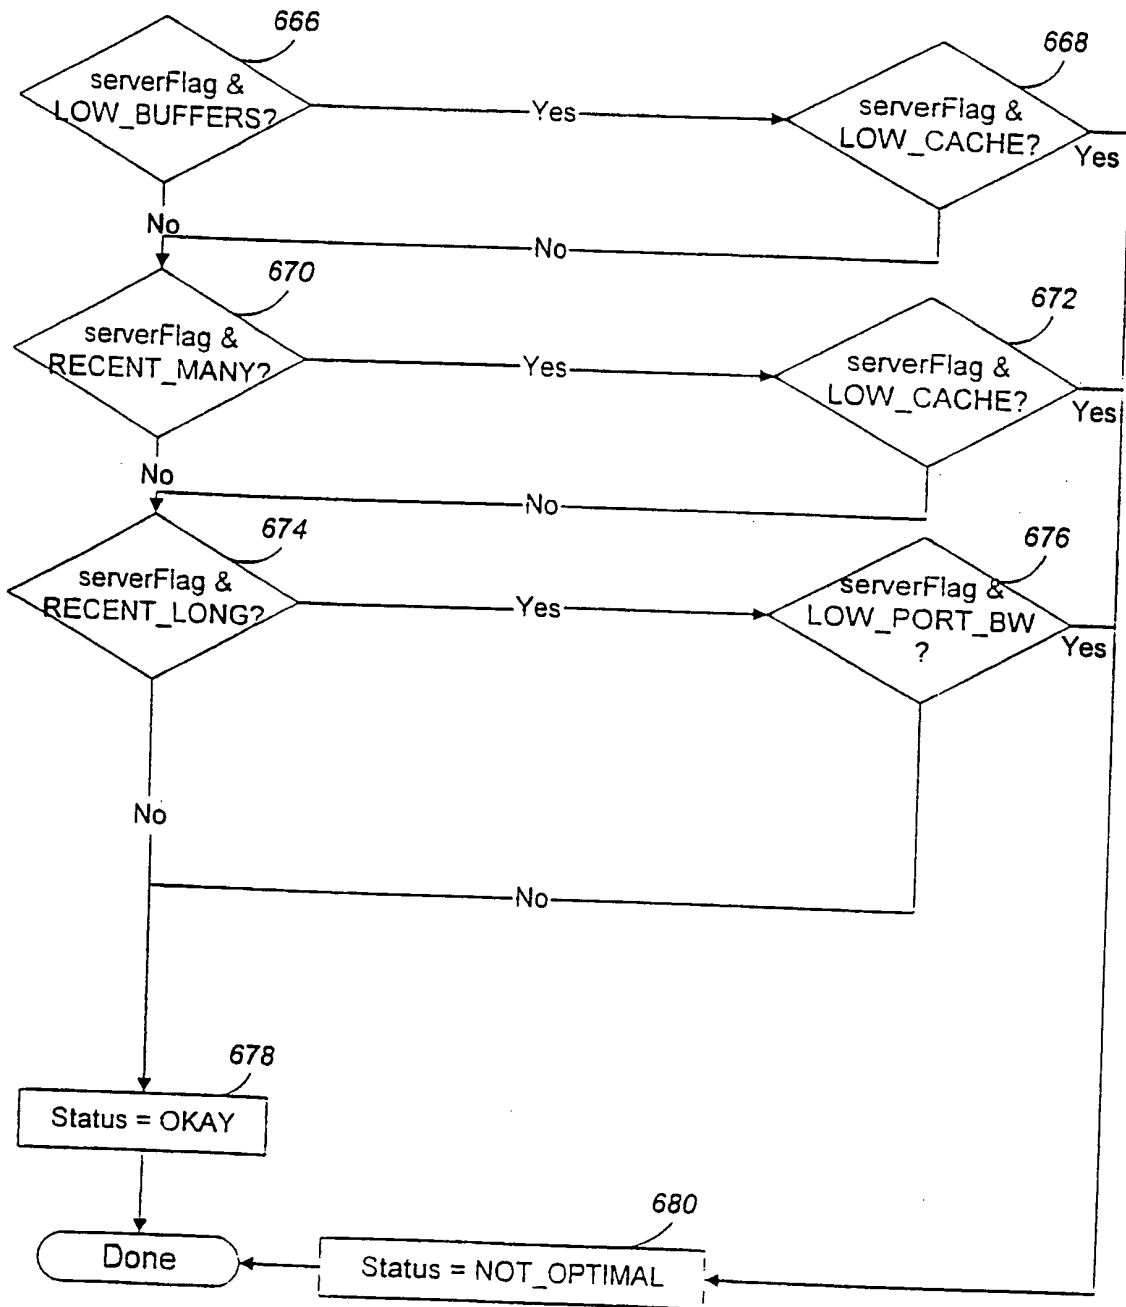 666
serverFlag &
LOW_BUFFERS?
Yes
668
serverFlag &
LOW_CACHE?
Yes
No
No
670
serverFlag &
RECENT_MANY?
Yes
672
serverFlag &
LOW_CACHE?
Yes
No
No
674
serverFlag &
RECENT_LONG?
Yes
676
serverFlag &
LOW_PORT_BW
?
Yes
No
No
678
Status = OKAY
Done
680
Status = NOT_OPTIMAL